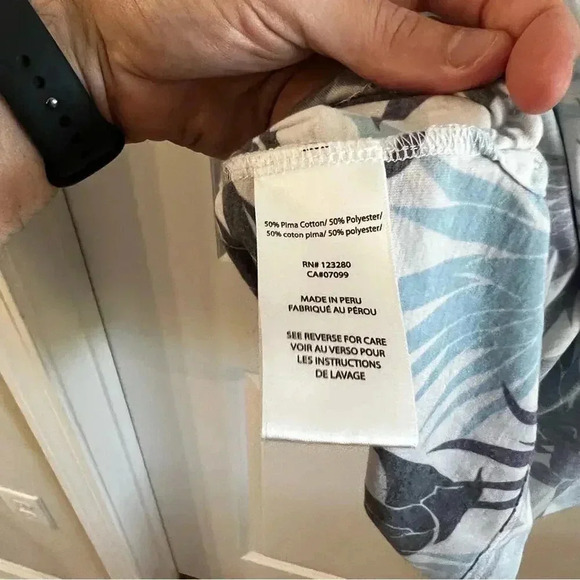 50% Pima Cotton/ 50% Polyester/
50% coton pima/ 50% polyester/
RN# 123280
CA#07099
MADE IN PERU
FABRIQUÉ AU PÉROU
SEE REVERSE FOR CARE
VOIR AU VERSO POUR
LES INSTRUCTIONS
DE LAVAGE